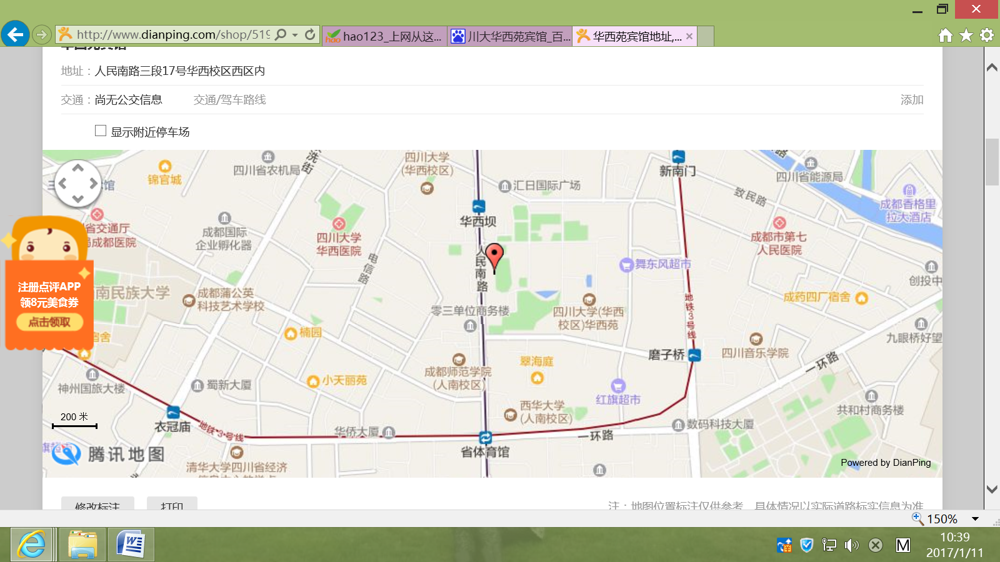 http://www.dianping.com/shop/519
hao123_上网从这...
川大华西苑宾馆_百...
华西苑宾馆地址,...
华西苑宾馆
地址：人民南路三段17号华西校区西区内
交通：尚无公交信息 交通/驾车路线 添加
显示附近停车场
四川大学
(华西校区)
四川省农机局
洗街
锦官城
新南门
四川省能源局
汇日国际广场
致民路
成都香格里
拉大酒店
华西坝
省交通厅
成都医院
成都国际
企业孵化器
四川大学
华西医院
电信路
人民南路
舞东风超市
成都市第七
人民医院
创投中
南民族大学
成都蒲公英
科技艺术学校
零三单位商务楼
四川大学(华西
校区)华西苑
地铁3号线
成药四厂宿舍
九眼桥好望
楠园
宿舍
磨子桥
四川音乐学院
一环路
成都师范学院
(人南校区)
翠海庭
小天丽苑
神州国旅大楼
蜀新大厦
红旗超市
西华大学
(人南校区)
共和村商务楼
200 米
衣冠庙
地铁3号线
华侨大厦
一环路
数码科技大厦
省体育馆
腾讯地图
清华大学四川省经济
Powered by DianPing
注册点评APP
领8元美食券
点击领取
修改标注
打印
注：地图位置标注仅供参考，具体情况以实际道路标实信息为准
150%
M
10:39
2017/1/11